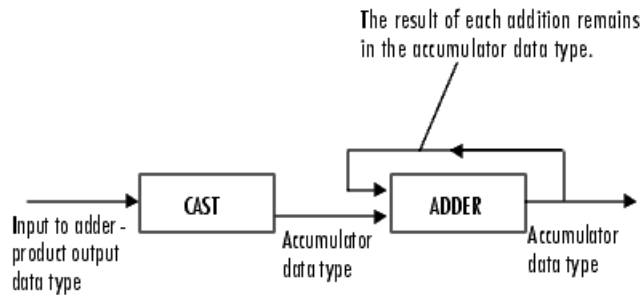 The result of each addition remains
in the accumulator data type.
CAST
ADDER
Input to adder -
product output
data type
Accumulator
data type
Accumulator
data type